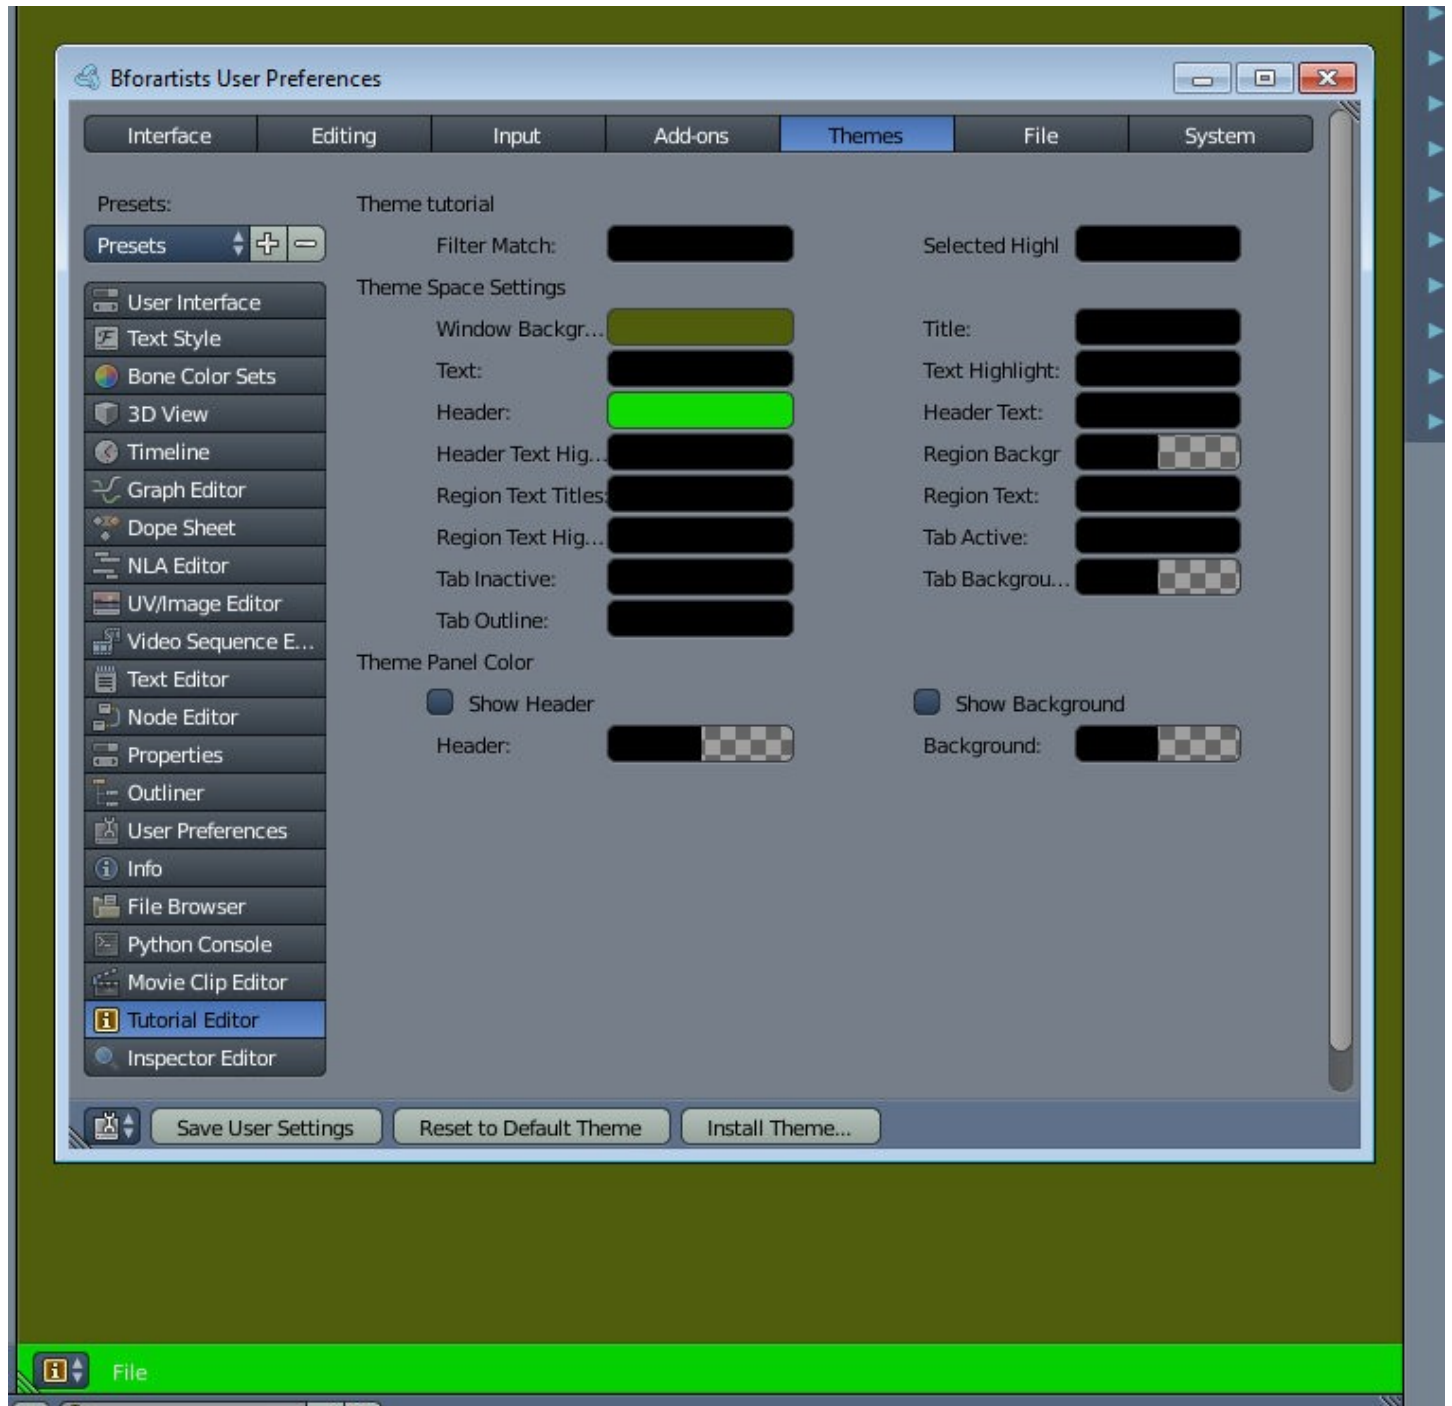 Bforartists User Preferences
Interface Editing Input Add-ons Themes File System
Presets: Theme tutorial
Presets Filter Match: Selected Highl
Theme Space Settings
User Interface Window Backgr... Title:
Text Style Text: Text Highlight:
Bone Color Sets
3D View Header: Header Text:
Timeline Header Text Hig... Region Backgr
Graph Editor Region Text Titles: Region Text:
Dope Sheet Region Text Hig... Tab Active:
NLA Editor Tab Inactive: Tab Backgrou...
UV/Image Editor Tab Outline:
Video Sequence E...
Theme Panel Color
Text Editor Show Header Show Background
Node Editor
Properties Header: Background:
Outliner
User Preferences
Info
File Browser
Python Console
Movie Clip Editor
Tutorial Editor
Inspector Editor
Save User Settings Reset to Default Theme Install Theme...
File